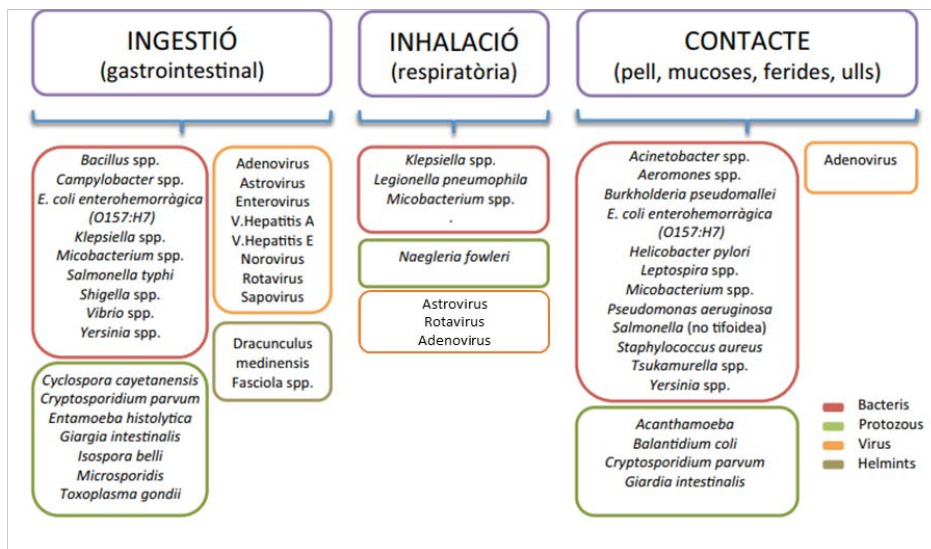 INGESTIÓ
(gastrointestinal)
Bacillus spp.
Campylobacter spp.
E. coli enterohemorràgica
(O157:H7)
Klepsiella spp.
Micobacterium spp.
Salmonella typhi
Shigella spp.
Vibrio spp.
Yersinia spp.
Adenovirus
Astrovirus
Enterovirus
V.Hepatitis A
V.Hepatitis E
Norovirus
Rotavirus
Sapovirus
Dracunculus
medinensis
Fasciola spp.
Cyclospora cayetanensis
Cryptosporidium parvum
Entamoeba histolytica
Giargia intestinalis
Isospora belli
Microsporidis
Toxoplasma gondii
INHALACIÓ
(respiratòria)
Klepsiella spp.
Legionella pneumophila
Micobacterium spp.
.
Naegleria fowleri
Astrovirus
Rotavirus
Adenovirus
CONTACTE
(pell, mucoses, ferides, ulls)
Acinetobacter spp.
Aeromones spp.
Burkholderia pseudomallei
E. coli enterohemorràgica
(O157:H7)
Helicobacter pylori
Leptospira spp.
Micobacterium spp.
Pseudomonas aeruginosa
Salmonella (no tifoidea)
Staphylococcus aureus
Tsukamurella spp.
Yersinia spp.
Adenovirus
Acanthamoeba
Balantidium coli
Cryptosporidium parvum
Giardia intestinalis
Bacteris
Protozous
Virus
Helmints